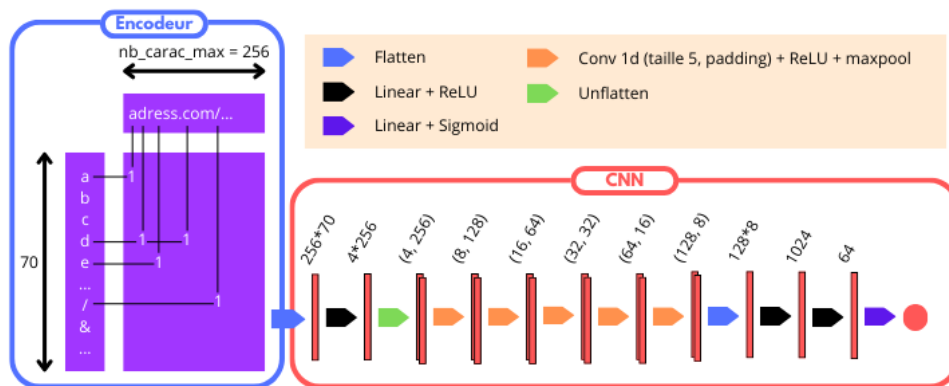 Encodeur
nb_carac_max = 256
adress.com/...
70
a
b
c
d
e
...
/
&
...
1
1
1
1
1
Flatten
Linear + ReLU
Linear + Sigmoid
Conv 1d (taille 5, padding) + ReLU + maxpool
Unflatten
CNN
256*70
4*256
(4, 256)
(8, 128)
(16, 64)
(32, 32)
(64, 16)
(128, 8)
128*8
1024
64